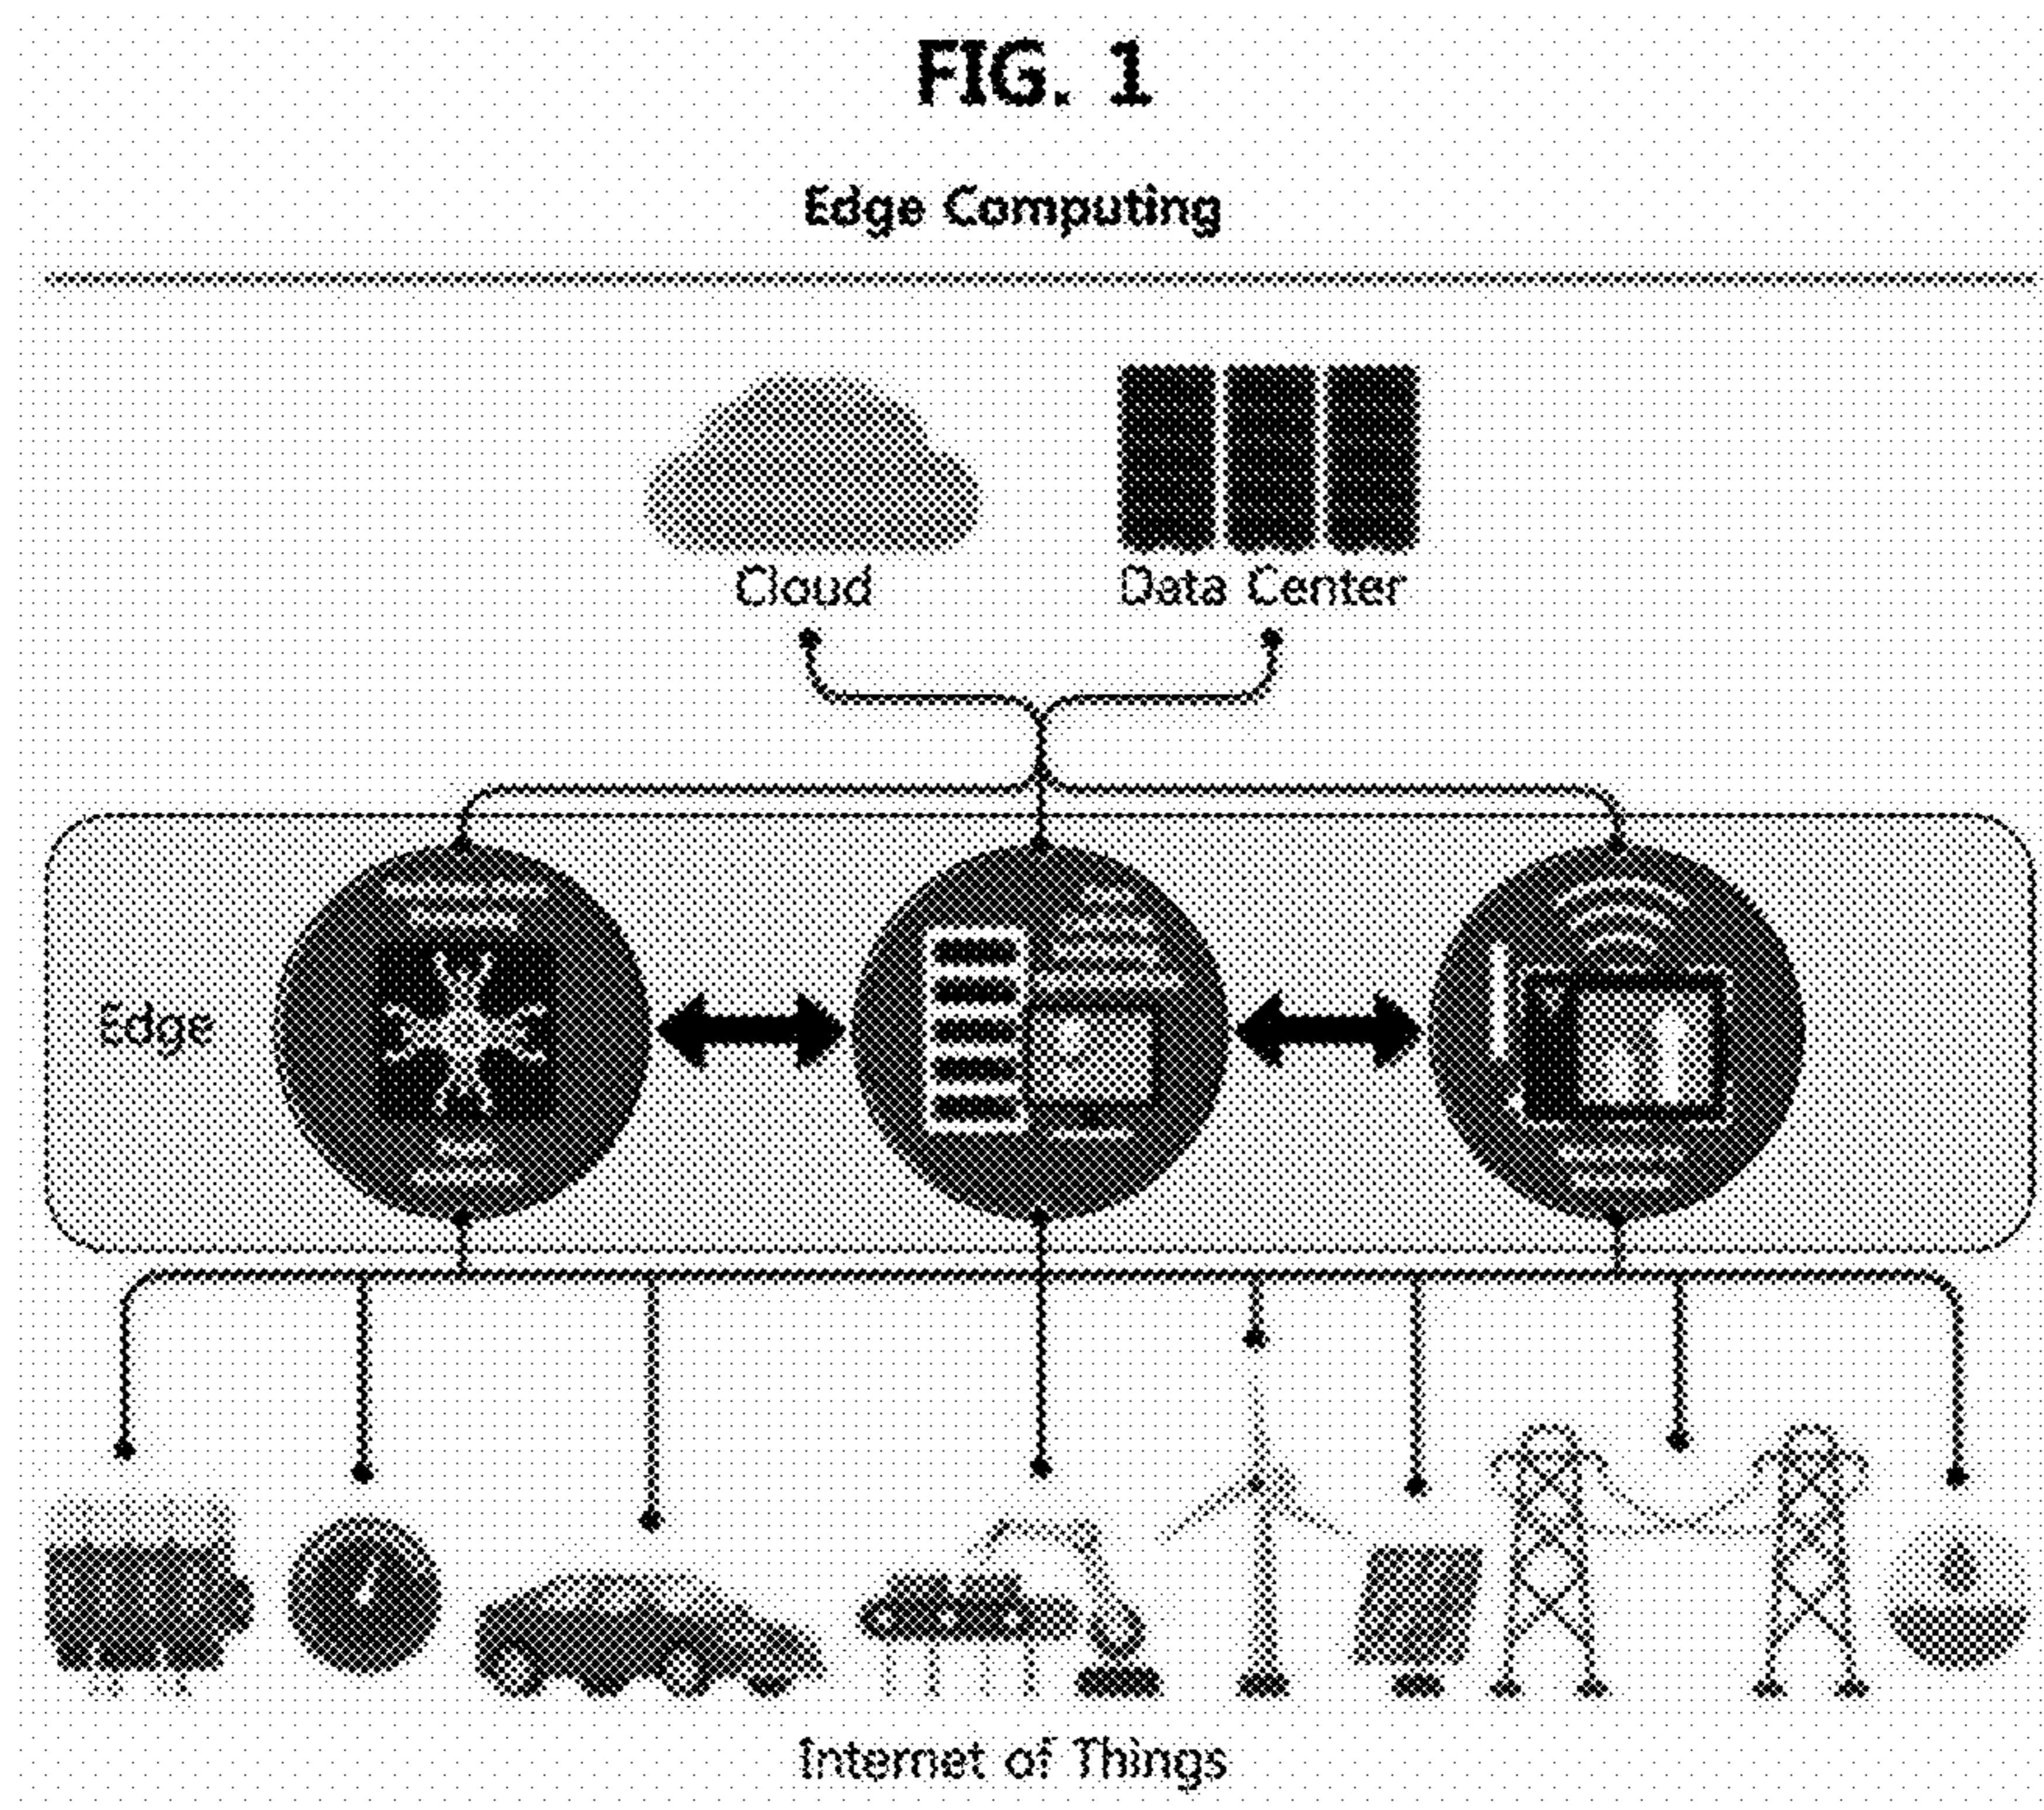 FIG. 1
Edge Computing
Cloud
Data Center
Edge
Internet of Things